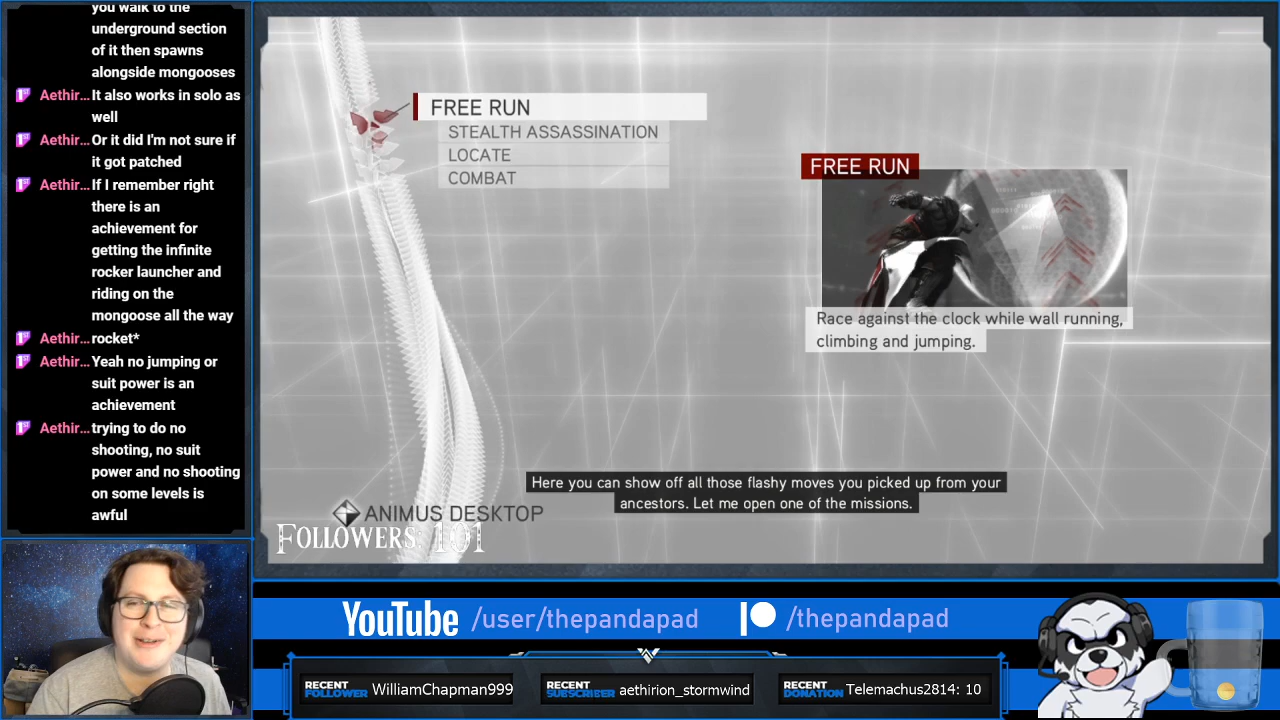 you walk to the
underground section
of it then spawns
alongside mongooses
Aethir... It also works in solo as
well
Aethir... Or it did I'm not sure if
it got patched
Aethir... If I remember right
there is an
achievement for
getting the infinite
rocker launcher and
riding on the
mongoose all the way
Aethir... rocket*
Aethir... Yeah no jumping or
suit power is an
achievement
Aethir... trying to do no
shooting, no suit
power and no shooting
on some levels is
awful
FREE RUN
STEALTH ASSASSINATION
LOCATE
COMBAT
FREE RUN
Race against the clock while wall running,
climbing and jumping.
Here you can show off all those flashy moves you picked up from your
ancestors. Let me open one of the missions.
ANIMUS DESKTOP
FOLLOWERS: 101
YouTube /user/thepandapad
/thepandapad
RECENT FOLLOWER WilliamChapman999
RECENT SUBSCRIBER aethirion_stormwind
RECENT DONATION Telemachus2814: 10